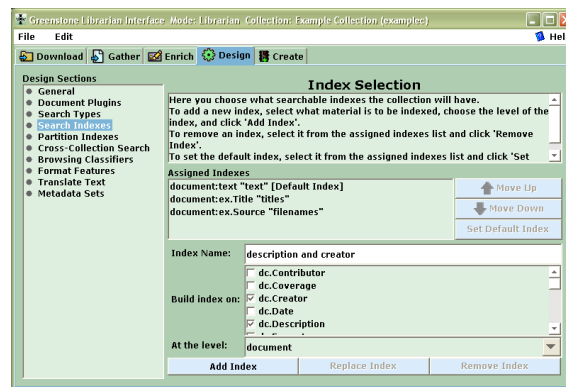 Greenstone Librarian Interface Mode: Librarian Collection: Example Collection (examplec)
File Edit Hel
Download Gather Enrich Design Create
Design Sections
General
Document Plugins
Search Types
Search Indexes
Partition Indexes
Cross-Collection Search
Browsing Classifiers
Format Features
Translate Text
Metadata Sets
Index Selection
Here you choose what searchable indexes the collection will have.
To add a new index, select what material is to be indexed, choose the level of the
index, and click 'Add Index'.
To remove an index, select it from the assigned indexes list and click 'Remove
Index'.
To set the default index, select it from the assigned indexes list and click 'Set
Assigned Indexes
document:text "text" [Default Index]
document:ex.Title "titles"
document:ex.Source "filenames"
Move Up
Move Down
Set Default Index
Index Name: description and creator
Build index on:
dc.Contributor
dc.Coverage
dc.Creator
dc.Date
dc.Description
At the level: document
Add Index Replace Index Remove Index